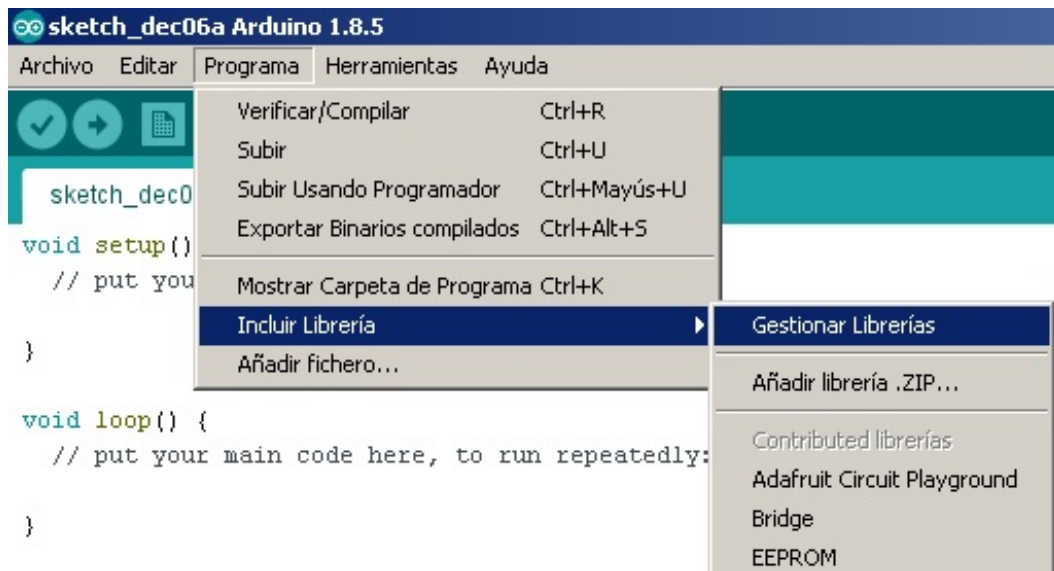 sketch_dec06a Arduino 1.8.5
Archivo Editar Programa Herramientas Ayuda
Verificar/Compilar Ctrl+R
Subir Ctrl+U
Subir Usando Programador Ctrl+Mayús+U
Exportar Binarios compilados Ctrl+Alt+S
Mostrar Carpeta de Programa Ctrl+K
Incluir Librería
Añadir fichero...
Gestionar Librerías
Añadir librería .ZIP...
Contributed librerías
Adafruit Circuit Playground
Bridge
EEPROM
sketch_dec0
void setup()
// put you
}
void loop() {
// put your main code here, to run repeatedly:
}